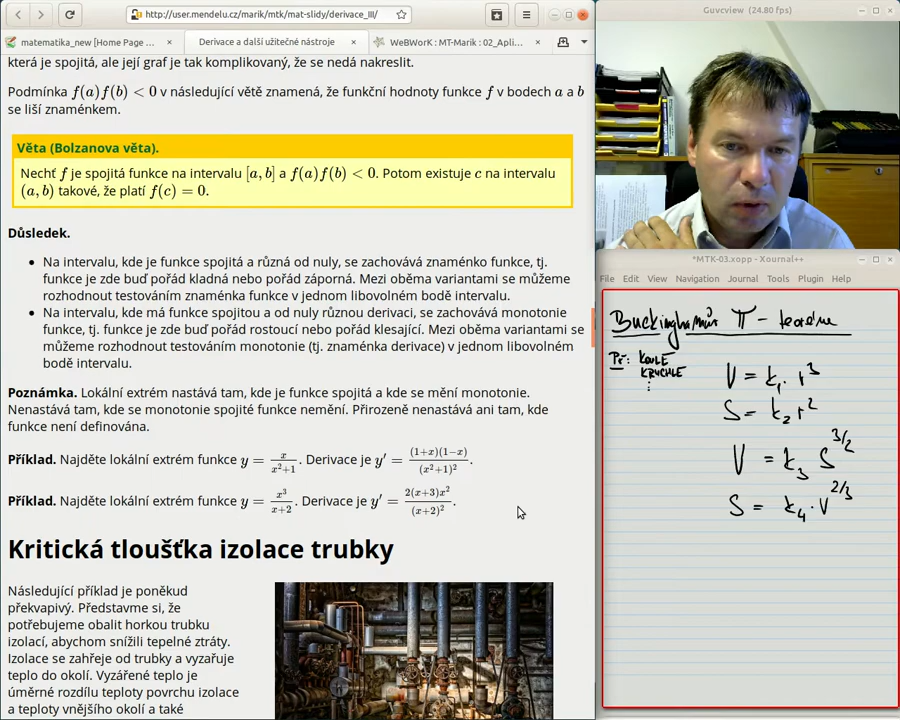 http://user.mendelu.cz/marik/mtk/mat-slidy/derivace_III/
matematika_new [Home Page ...
Derivace a další užitečné nástroje
WeBWorK : MT-Marik : 02_Apli...
která je spojitá, ale její graf je tak komplikovaný, že se nedá nakreslit.
Podmínka f(a)f(b) < 0 v následující větě znamená, že funkční hodnoty funkce f v bodech a a b
se liší znaménkem.
Věta (Bolzanova věta).
Nechť f je spojitá funkce na intervalu [a, b] a f(a)f(b) < 0. Potom existuje c na intervalu
(a, b) takové, že platí f(c) = 0.
Důsledek.
• Na intervalu, kde je funkce spojitá a různá od nuly, se zachovává znaménko funkce, tj.
funkce je zde buď pořád kladná nebo pořád záporná. Mezi oběma variantami se můžeme
rozhodnout testováním znaménka funkce v jednom libovolném bodě intervalu.
• Na intervalu, kde má funkce spojitou a od nuly různou derivaci, se zachovává monotonie
funkce, tj. funkce je zde buď pořád rostoucí nebo pořád klesající. Mezi oběma variantami se
můžeme rozhodnout testováním monotonie (tj. znaménka derivace) v jednom libovolném
bodě intervalu.
Poznámka. Lokální extrém nastává tam, kde je funkce spojitá a kde se mění monotonie.
Nenastává tam, kde se monotonie spojité funkce nemění. Přirozeně nenastává ani tam, kde
funkce není definována.
Příklad. Najděte lokální extrém funkce y = x/(x²+1). Derivace je y′ = (1+x)(1−x)/(x²+1)².
Příklad. Najděte lokální extrém funkce y = x³/(x+2). Derivace je y′ = 2(x+3)x²/(x+2)².
Kritická tloušťka izolace trubky
Následující příklad je poněkud
překvapivý. Představme si, že
potřebujeme obalit horkou trubku
izolací, abychom snížili tepelné ztráty.
Izolace se zahřeje od trubky a vyzařuje
teplo do okolí. Vyzářené teplo je
úměrné rozdílu teploty povrchu izolace
a teploty vnějšího okolí a také
Guvcview (24.80 fps)
*MTK-03.xopp - Xournal++
File Edit View Navigation Journal Tools Plugin Help
Buckinghamův π - teorém
Př: KOULE
KRYCHLE
⋮
V = k₁ · r³
S = k₂ r²
V = k₃ S^3/2
S = k₄ · V^2/3